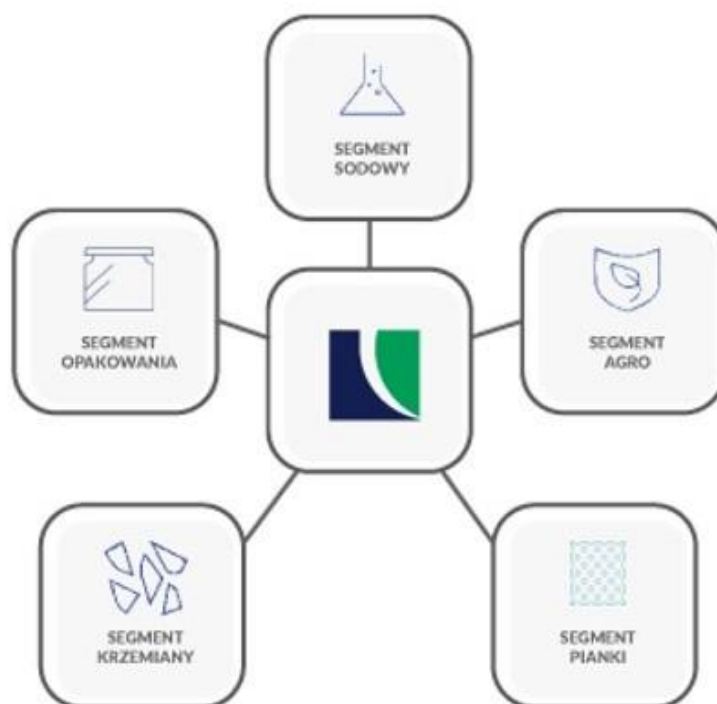 SEGMENT
SODOWY
SEGMENT
OPAKOWANIA
SEGMENT
AGRO
SEGMENT
KRZEMIANY
SEGMENT
PIANKI